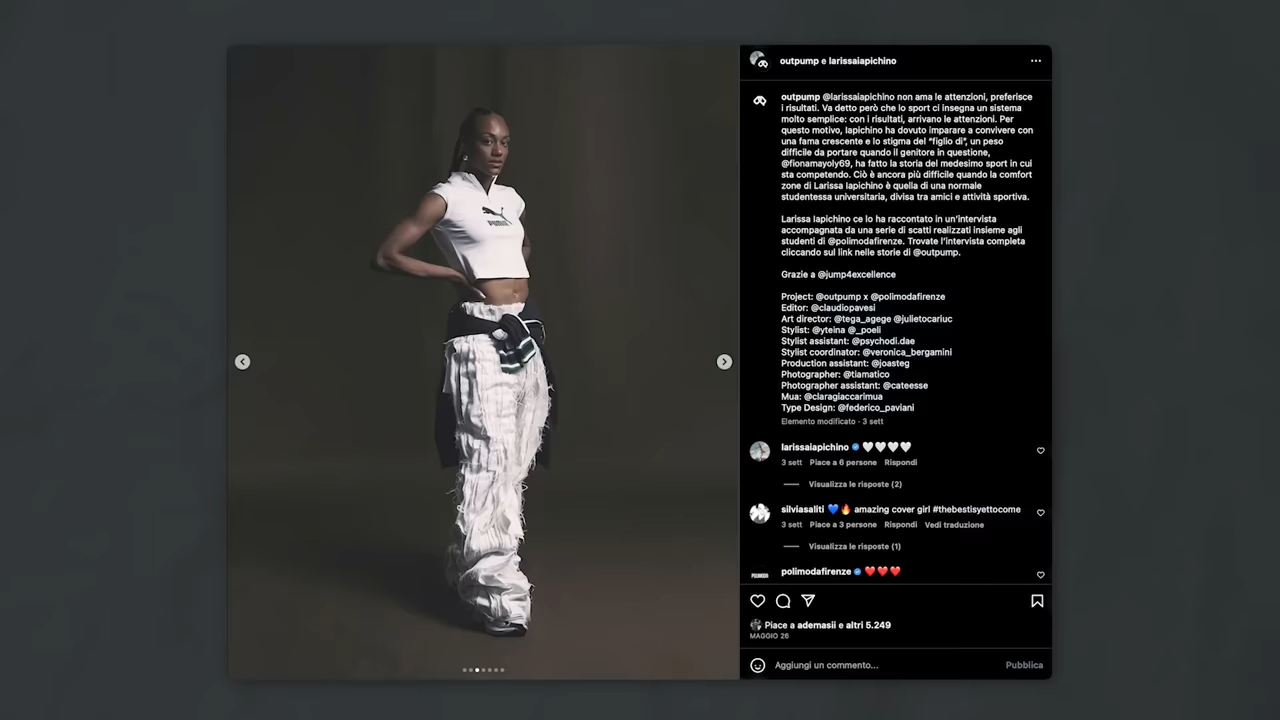 PUMA
outpump e larissaiapichino
outpump @larissaiapichino non ama le attenzioni, preferisce
i risultati. Va detto però che lo sport ci insegna un sistema
molto semplice: con i risultati, arrivano le attenzioni. Per
questo motivo, Iapichino ha dovuto imparare a convivere con
una fama crescente e lo stigma del "figlio di", un peso
difficile da portare quando il genitore in questione,
@fionamayoly69, ha fatto la storia del medesimo sport in cui
sta competendo. Ciò è ancora più difficile quando la comfort
zone di Larissa Iapichino è quella di una normale
studentessa universitaria, divisa tra amici e attività sportiva.
Larissa Iapichino ce lo ha raccontato in un'intervista
accompagnata da una serie di scatti realizzati insieme agli
studenti di @polimodafirenze. Trovate l'intervista completa
cliccando sul link nelle storie di @outpump.
Grazie a @jump4excellence
Project: @outpump x @polimodafirenze
Editor: @claudiopavesi
Art director: @tega_agege @julietocariuc
Stylist: @yteina @_poeli
Stylist assistant: @psychodi.dae
Stylist coordinator: @veronica_bergamini
Production assistant: @joasteg
Photographer: @tiamatico
Photographer assistant: @cateesse
Mua: @claragiaccarimua
Type Design: @federico_paviani
Elemento modificato · 3 sett
larissaiapichino 🤍🤍🤍🤍
3 sett Piace a 6 persone Rispondi
Visualizza le risposte (2)
silviasaliti 💙🔥 amazing cover girl #thebestisyettocome
3 sett Piace a 3 persone Rispondi Vedi traduzione
Visualizza le risposte (1)
polimodafirenze ❤️❤️❤️
Piace a ademasii e altri 5.249
MAGGIO 26
Aggiungi un commento... Pubblica